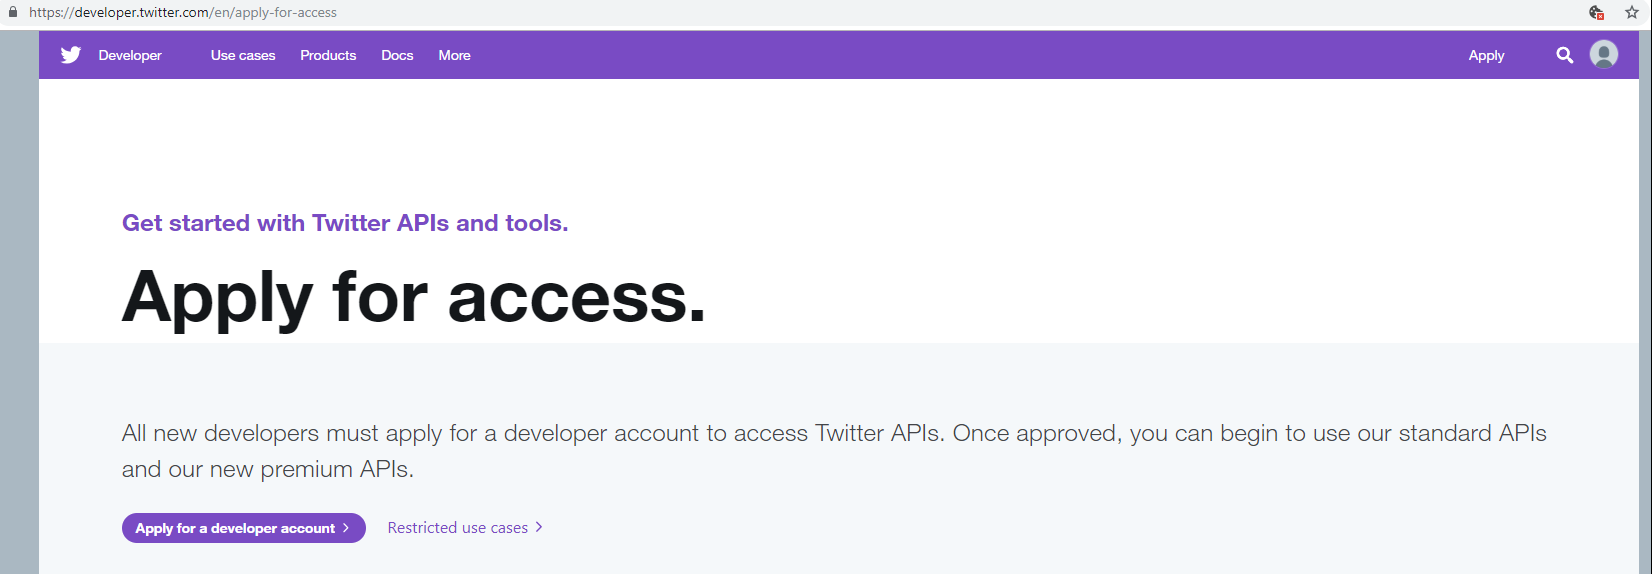 https://developer.twitter.com/en/apply-for-access
Developer Use cases Products Docs More Apply
Get started with Twitter APIs and tools.
Apply for access.
All new developers must apply for a developer account to access Twitter APIs. Once approved, you can begin to use our standard APIs
and our new premium APIs.
Apply for a developer account Restricted use cases